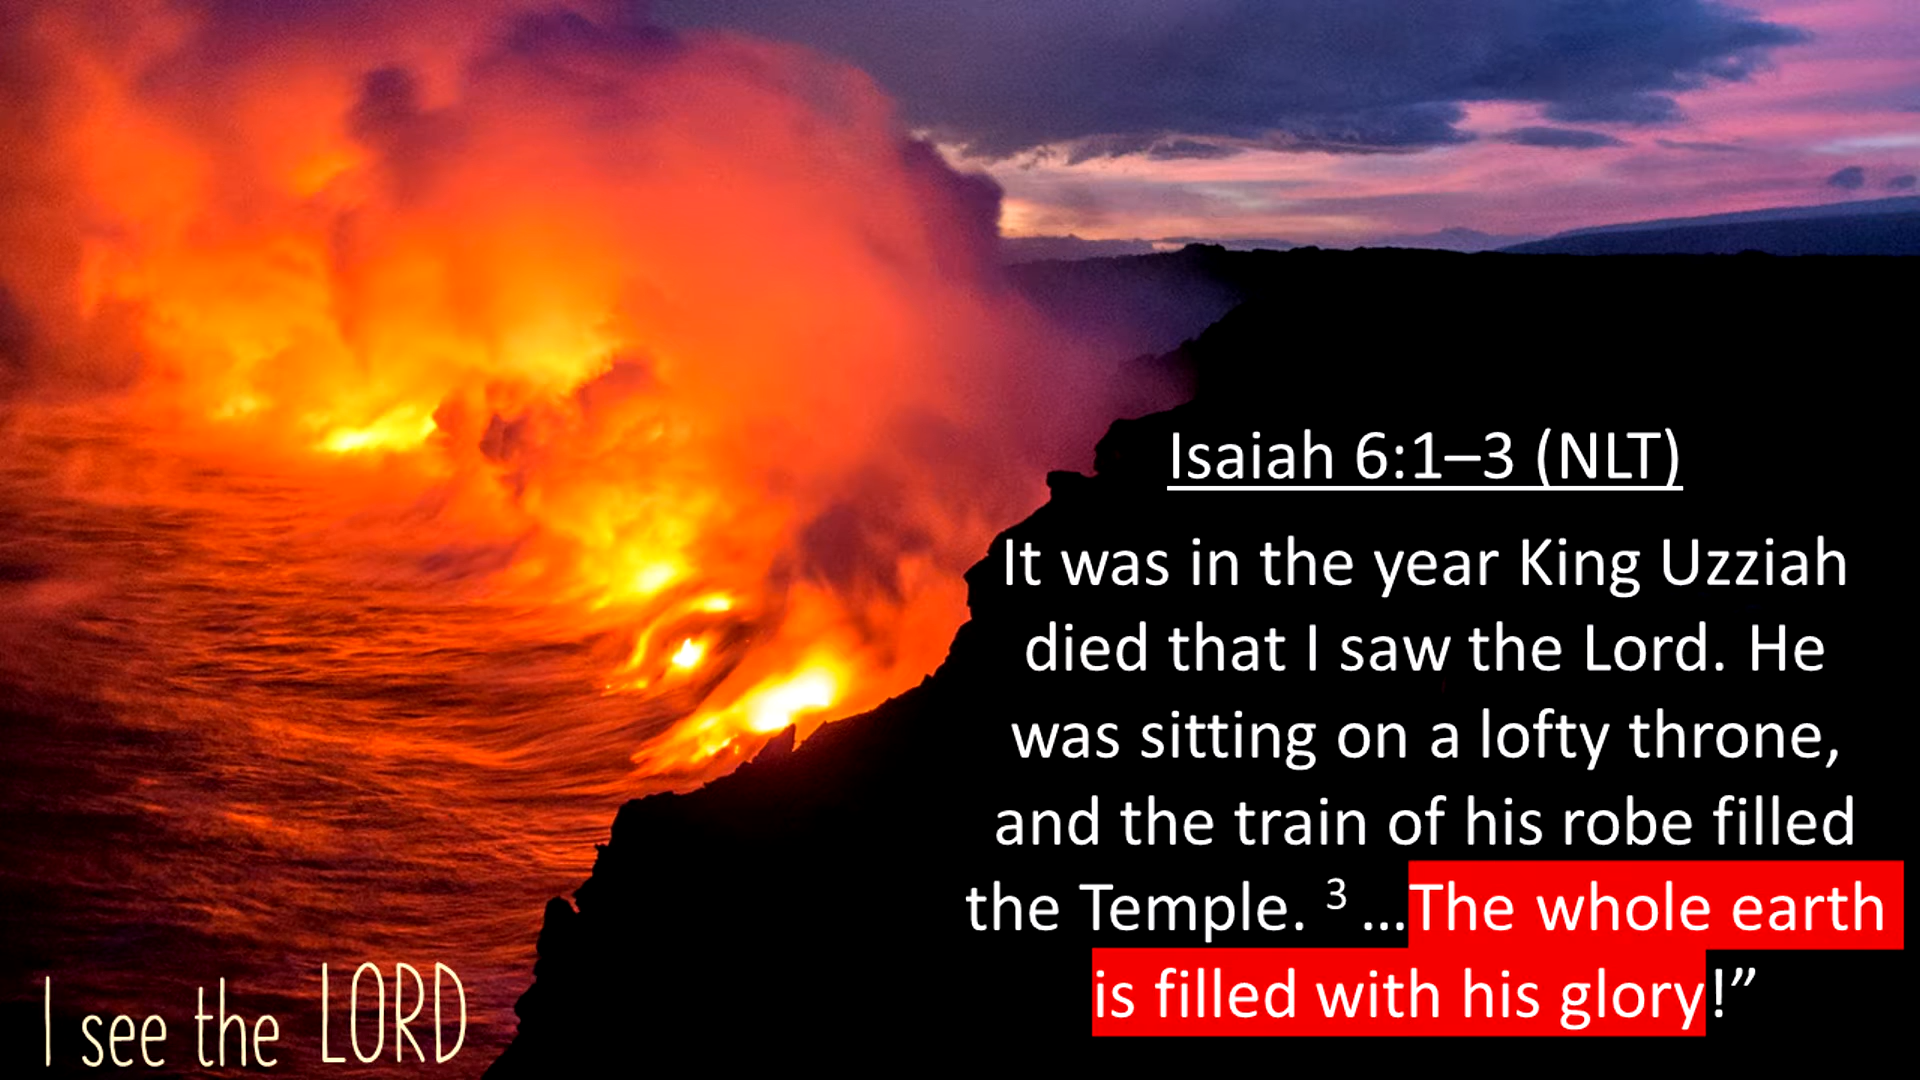 Isaiah 6:1–3 (NLT)
It was in the year King Uzziah
died that I saw the Lord. He
was sitting on a lofty throne,
and the train of his robe filled
the Temple. ³ …The whole earth
is filled with his glory!”
I see the LORD